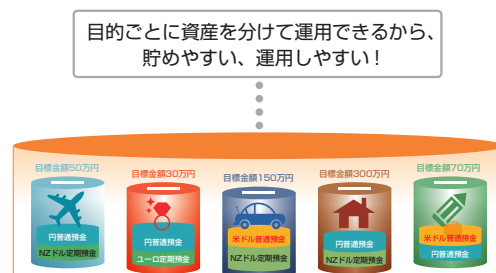 目的ごとに資産を分けて運用できるから、
貯めやすい、運用しやすい！
目標金額50万円
目標金額30万円
目標金額150万円
目標金額300万円
目標金額70万円
円普通預金
NZドル定期預金
円普通預金
ユーロ定期預金
米ドル普通預金
NZドル定期預金
円普通預金
NZドル定期預金
米ドル普通預金
円普通預金